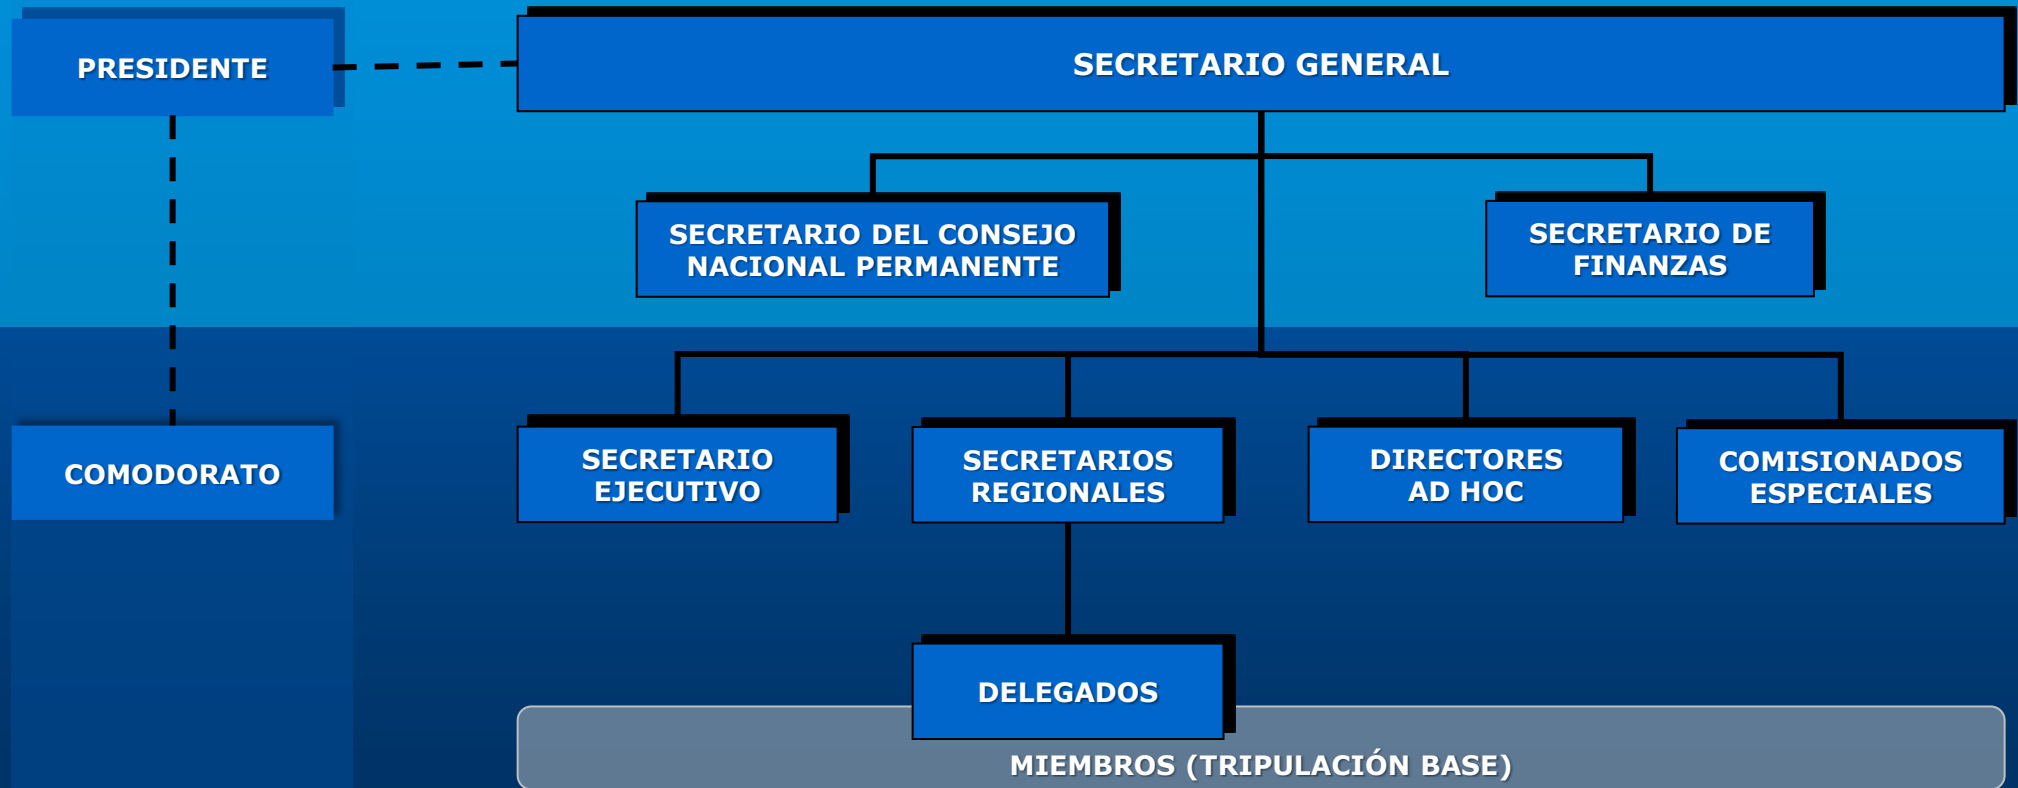 PRESIDENTE
SECRETARIO GENERAL
SECRETARIO DEL CONSEJO
NACIONAL PERMANENTE
SECRETARIO DE
FINANZAS
COMODORATO
SECRETARIO
EJECUTIVO
SECRETARIOS
REGIONALES
DIRECTORES
AD HOC
COMISIONADOS
ESPECIALES
DELEGADOS
MIEMBROS (TRIPULACIÓN BASE)